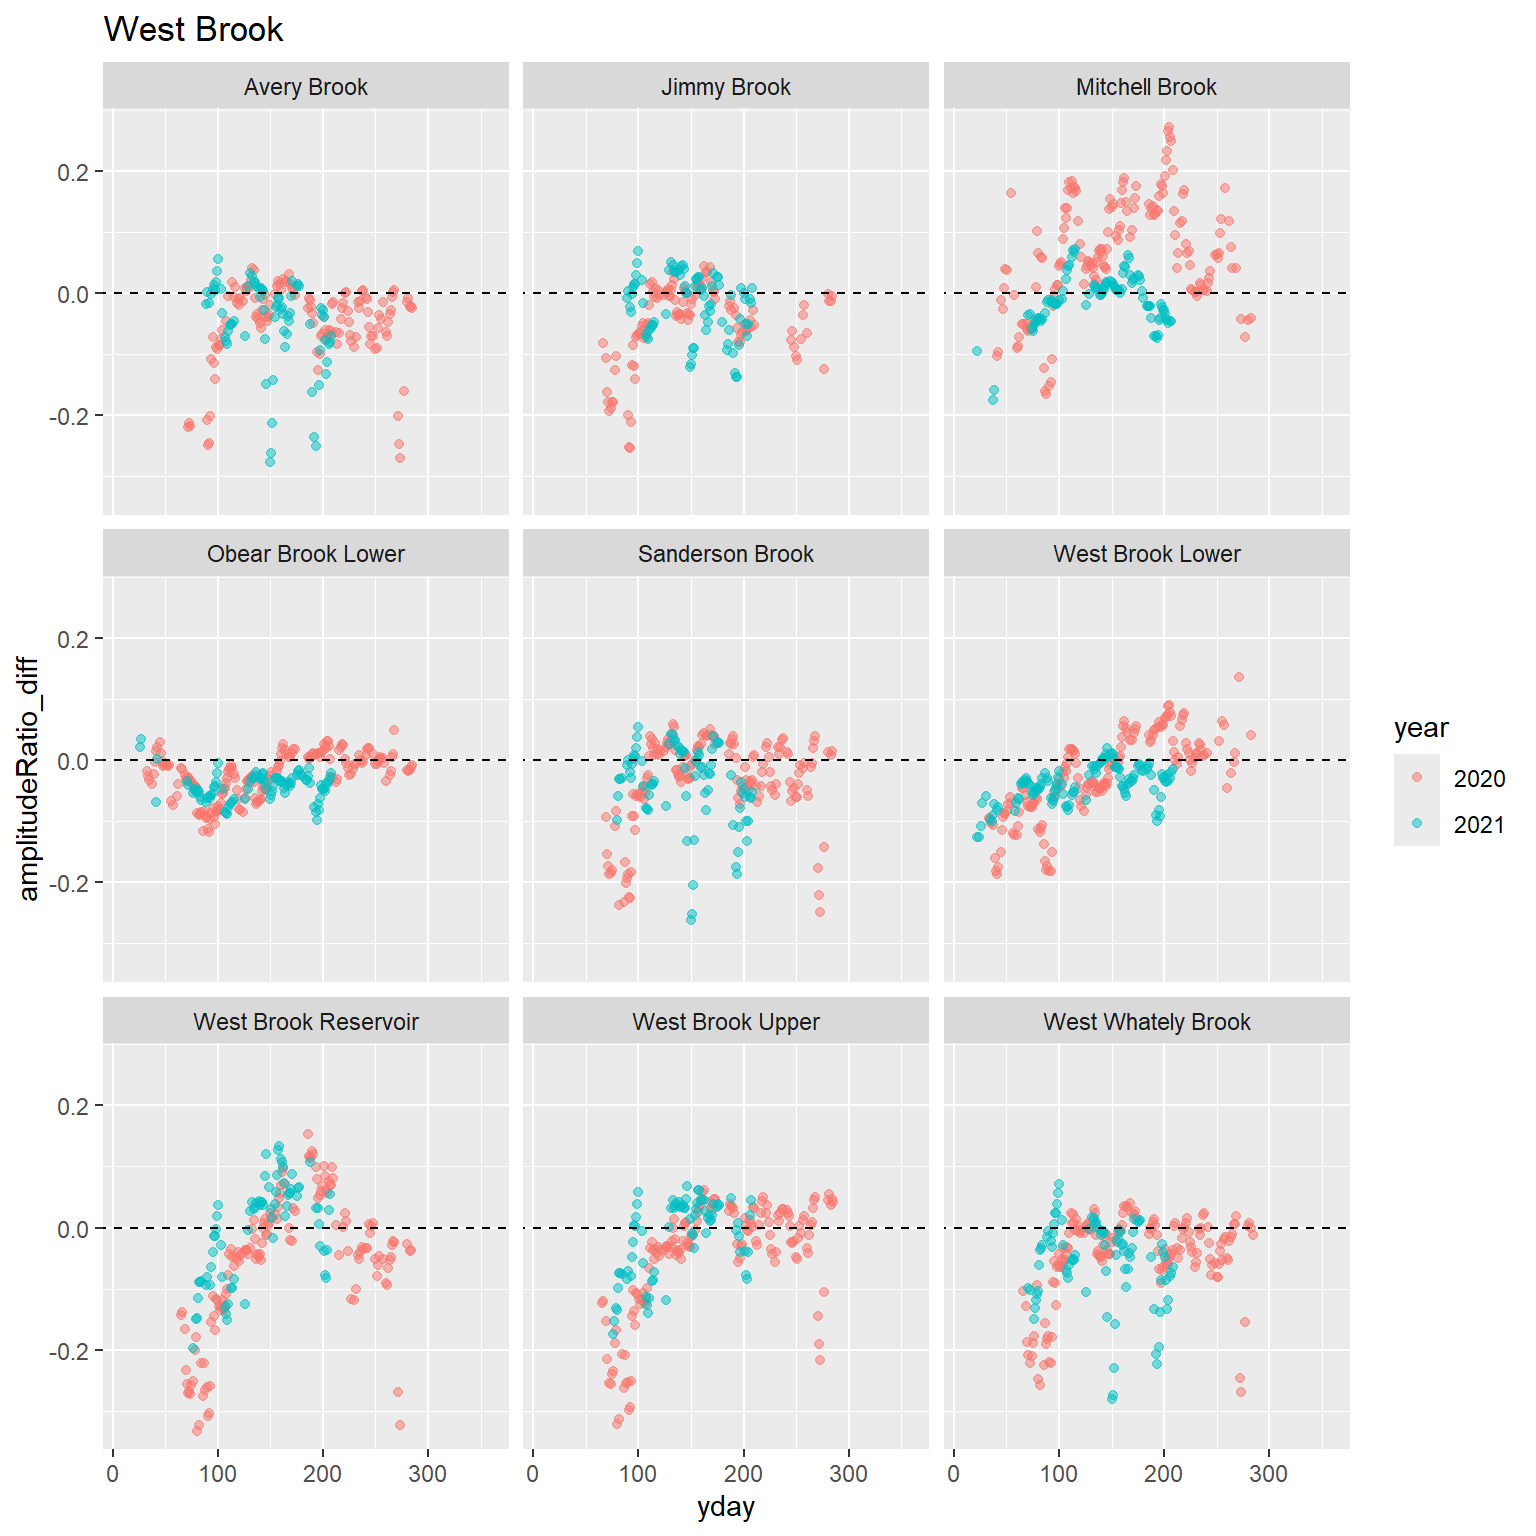 West Brook
Avery Brook
Jimmy Brook
Mitchell Brook
0.2
0.0
-0.2
Obear Brook Lower
Sanderson Brook
West Brook Lower
0.2
0.0
-0.2
West Brook Reservoir
West Brook Upper
West Whately Brook
0.2
0.0
-0.2
0 100 200 300
0 100 200 300
0 100 200 300
yday
amplitudeRatio_diff
year
2020
2021